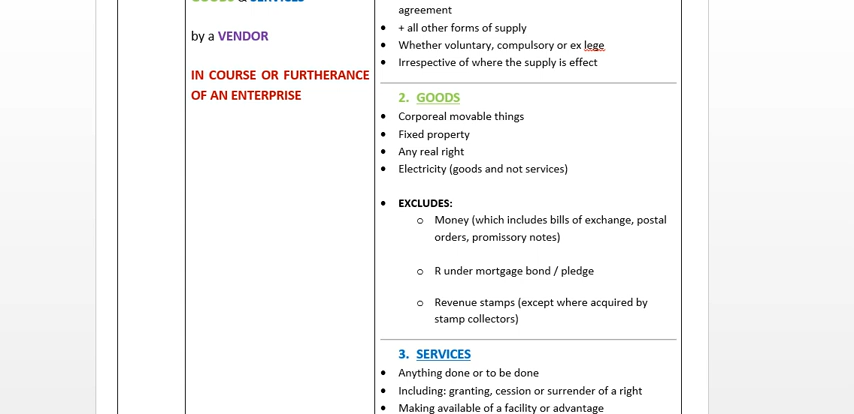 GOODS & SERVICES
by a VENDOR
IN COURSE OR FURTHERANCE
OF AN ENTERPRISE
agreement
+ all other forms of supply
Whether voluntary, compulsory or ex lege
Irrespective of where the supply is effect
2. GOODS
Corporeal movable things
Fixed property
Any real right
Electricity (goods and not services)
EXCLUDES:
Money (which includes bills of exchange, postal
orders, promissory notes)
R under mortgage bond / pledge
Revenue stamps (except where acquired by
stamp collectors)
3. SERVICES
Anything done or to be done
Including: granting, cession or surrender of a right
Making available of a facility or advantage